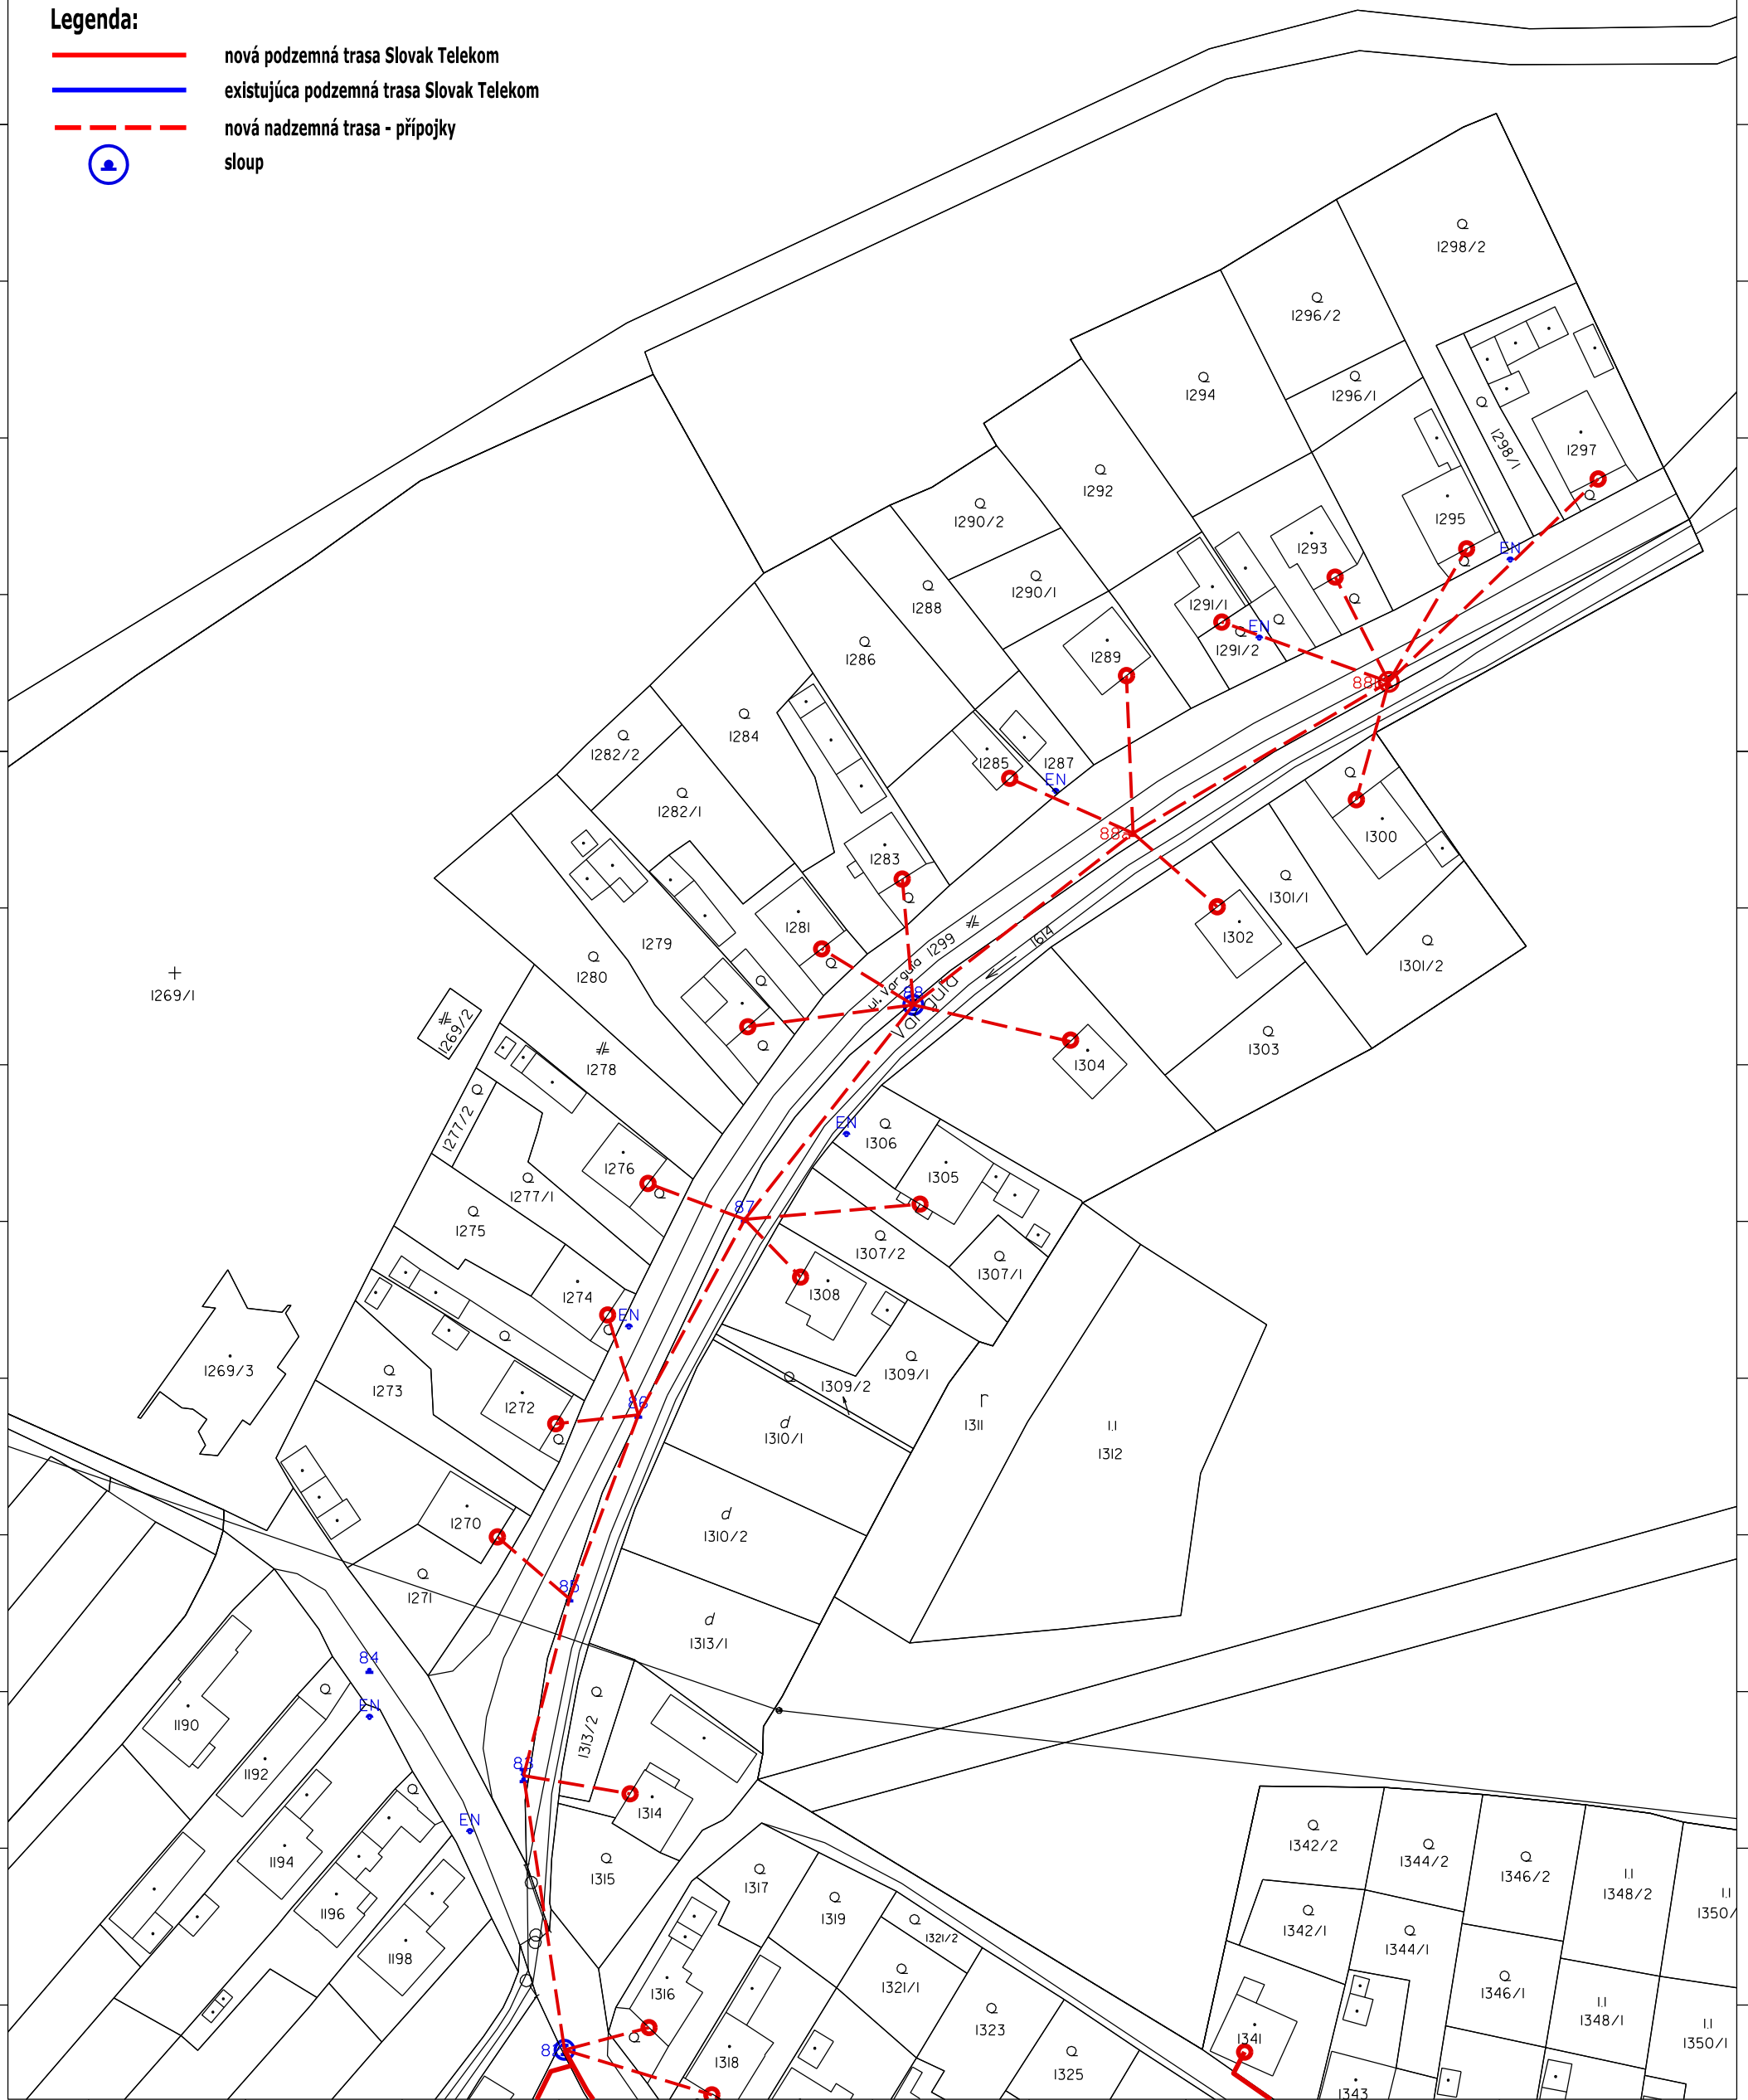 Legenda:
nová podzemná trasa Slovak Telekom
existujúca podzemná trasa Slovak Telekom
nová nadzemná trasa - přípojky
sloup
Q
1298/2
Q
1296/2
Q
1294
Q
1296/1
Q
1298/1
1297
Q
Q
1292
Q
1290/2
1295
Q
EN
1293
Q
Q
1290/1
Q
1288
1291/1
Q
EN
Q
1291/2
Q
1286
1289
Q
1284
Q
1282/2
1285
1287
EN
Q
1300
Q
1282/1
88a
1283
Q
Q
1301/1
1281
Q
1302
Q
1301/2
1279
Q
1280
ul. Varguľa
1299
1614
Varguľa
88
Q
Q
1269/1
1269/2
1278
1304
Q
1303
EN
Q
1306
Q
1277/2
1276
Q
1305
Q
1277/1
87
Q
1275
Q
1307/2
Q
1307/1
1274
Q
EN
1308
1269/3
Q
Q
1273
1272
Q
86
Q
1309/2
Q
1309/1
d
1310/1
1311
1312
1270
d
1310/2
Q
1271
85
d
1313/1
84
EN
Q
1190
Q
1313/2
1192
83
1314
Q
EN
1194
Q
1315
Q
1317
Q
1319
Q
1321/2
1196
1198
Q
1342/2
Q
1344/2
Q
1346/2
1348/2
1350/
Q
1342/1
Q
1344/1
Q
1321/1
1316
Q
Q
1346/1
Q
1323
1348/1
1350/1
1318
1341
Q
1325
1343